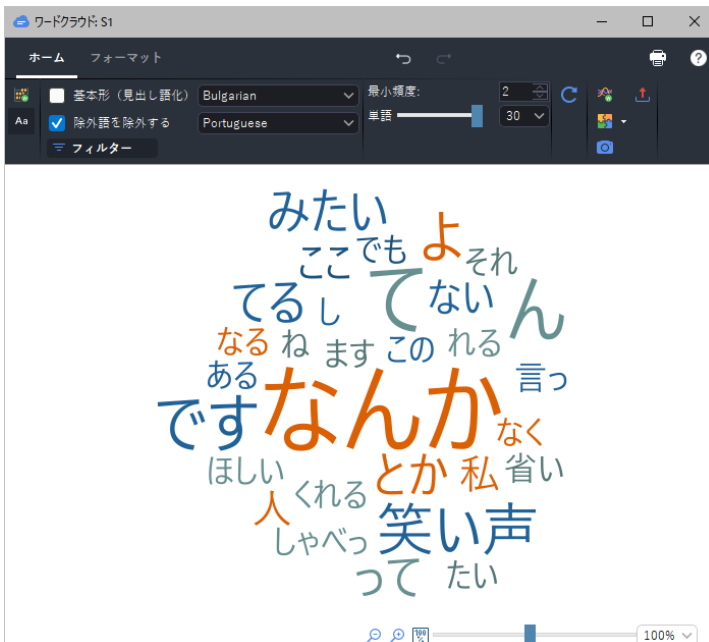 ワードクラウド: S1
ホーム フォーマット
基本形（見出し語化） Bulgarian
最小頻度: 2
Aa 除外語を除外する Portuguese
単語 30
フィルター
みたい
よ
ここ でも それ
てる し て ない ん
なる ね ます この れる
ある なんか 言っ
です なく
ほしい とか 私 省い
人 くれる 笑い声
しゃべっ
って たい
100%
100%